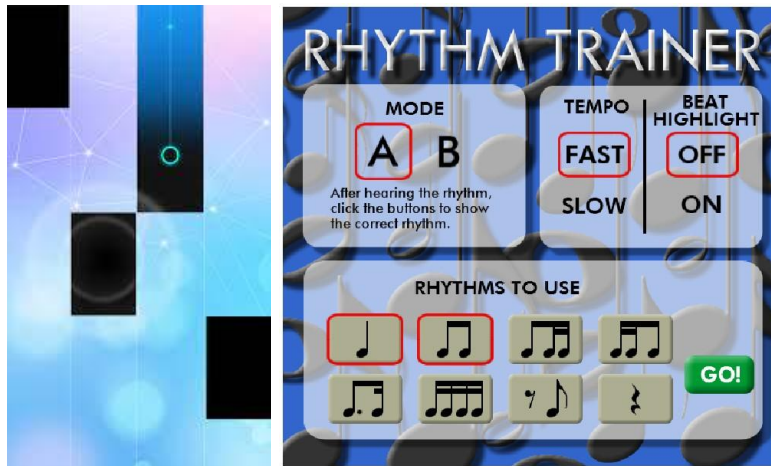 RHYTHM TRAINER
MODE
A B
After hearing the rhythm,
click the buttons to show
the correct rhythm.
TEMPO
FAST
SLOW
BEAT
HIGHLIGHT
OFF
ON
RHYTHMS TO USE
GO!